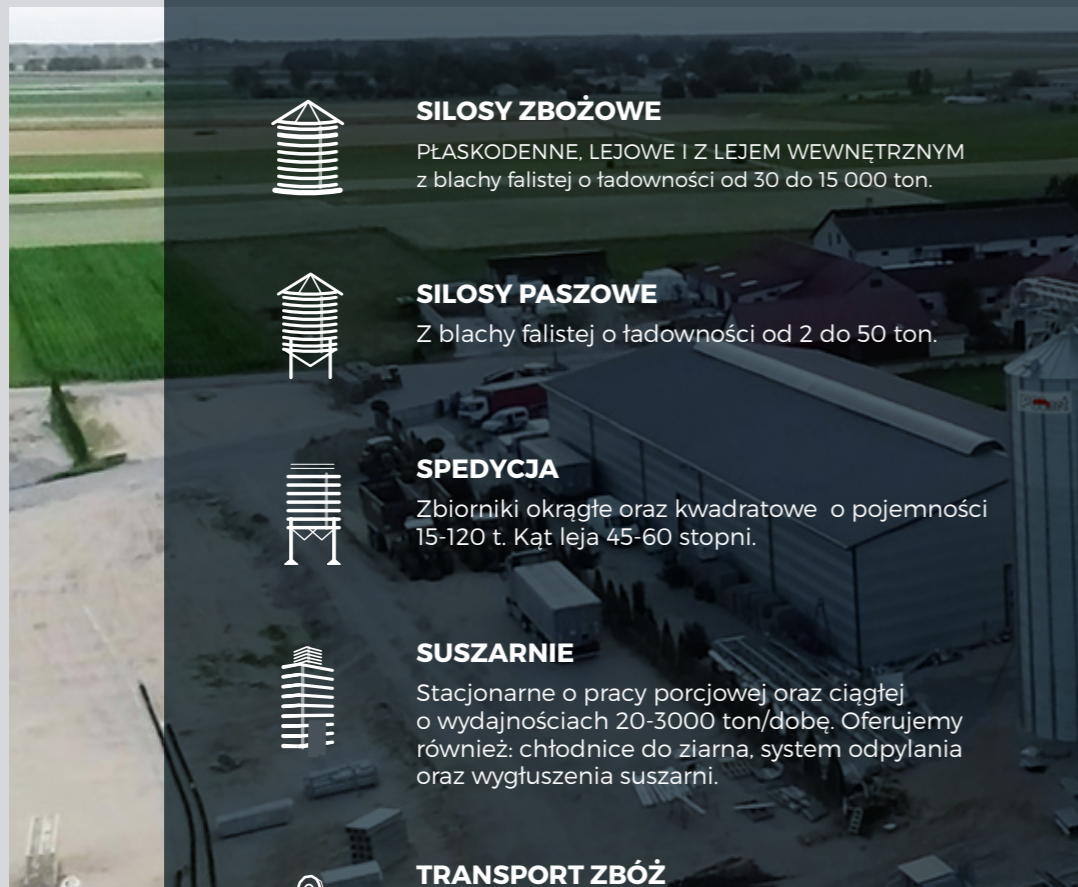 SILOSY ZBOŻOWE
PŁASKODENNE, LEJOWE I Z LEJEM WEWNĘTRZNYM
z blachy falistej o ładowności od 30 do 15 000 ton.
SILOSY PASZOWE
Z blachy falistej o ładowności od 2 do 50 ton.
SPEDYCJA
Zbiorniki okrągłe oraz kwadratowe  o pojemności
15-120 t. Kąt leja 45-60 stopni.
SUSZARNIE
Stacjonarne o pracy porcjowej oraz ciągłej
o wydajnościach 20-3000 ton/dobę. Oferujemy
również: chłodnice do ziarna, system odpylania
oraz wygłuszenia suszarni.
TRANSPORT ZBÓŻ